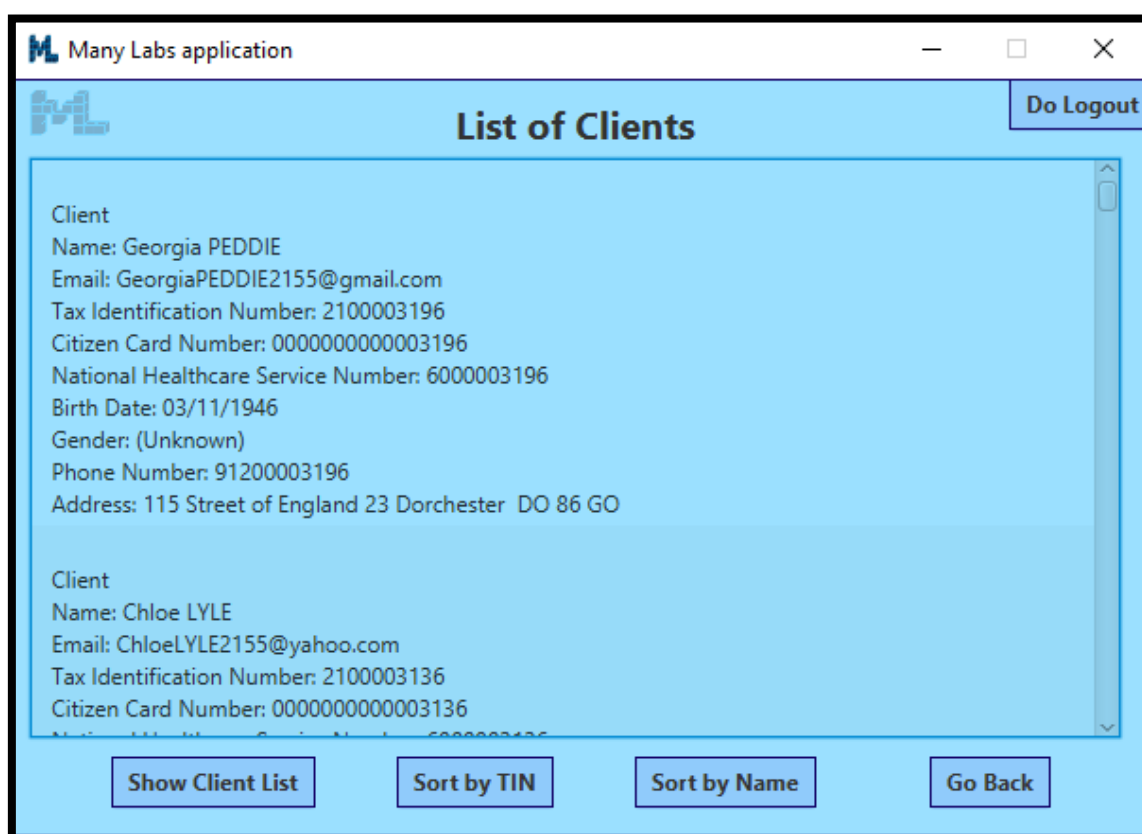 ML Many Labs application
ML
Do Logout
List of Clients
Client
Name: Georgia PEDDIE
Email: GeorgiaPEDDIE2155@gmail.com
Tax Identification Number: 2100003196
Citizen Card Number: 0000000000003196
National Healthcare Service Number: 6000003196
Birth Date: 03/11/1946
Gender: (Unknown)
Phone Number: 91200003196
Address: 115 Street of England 23 Dorchester  DO 86 GO
Client
Name: Chloe LYLE
Email: ChloeLYLE2155@yahoo.com
Tax Identification Number: 2100003136
Citizen Card Number: 0000000000003136
Show Client List
Sort by TIN
Sort by Name
Go Back